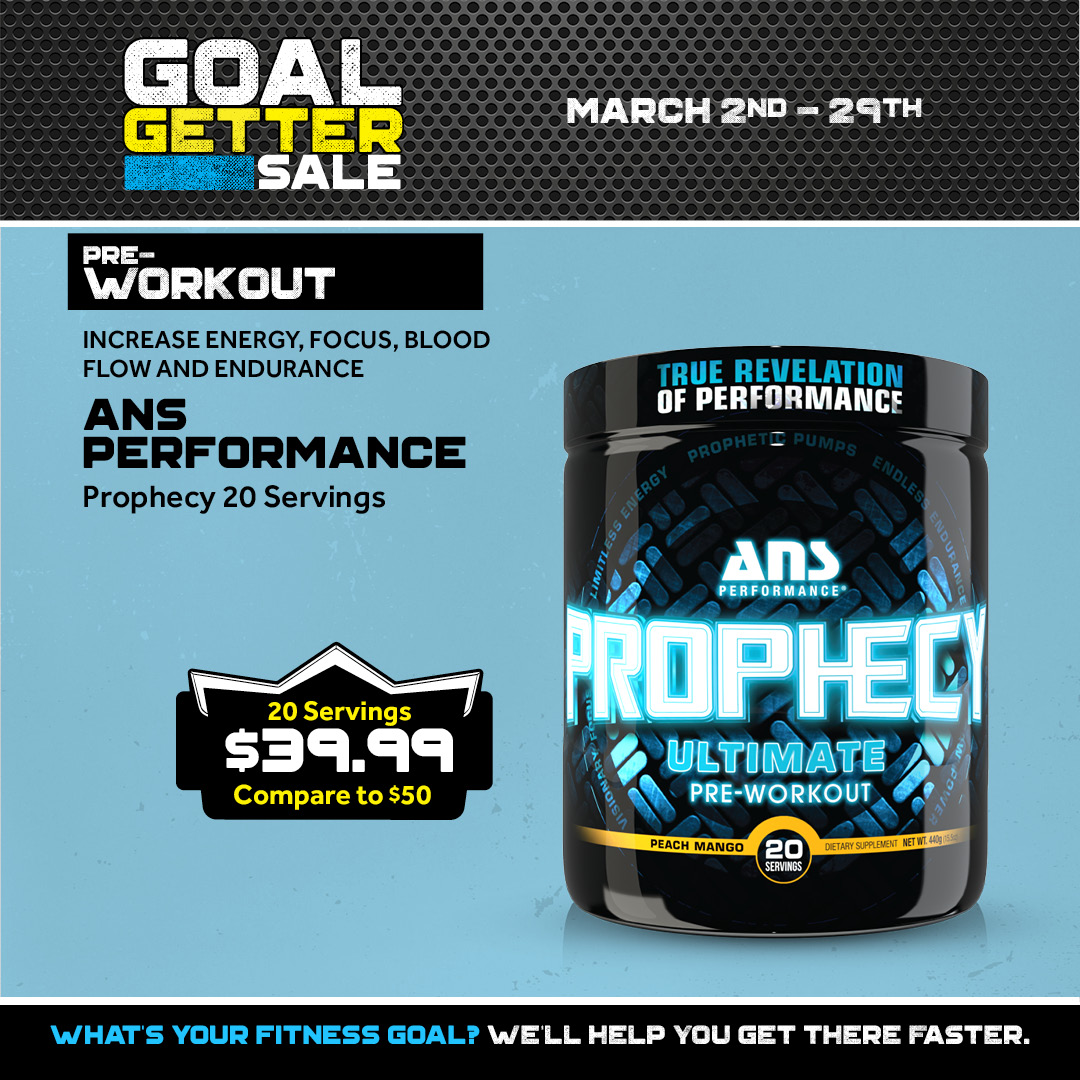 GOAL
GETTER
SALE
MARCH 2ND – 29TH
PRE-
WORKOUT
INCREASE ENERGY, FOCUS, BLOOD
FLOW AND ENDURANCE
ANS
PERFORMANCE
Prophecy 20 Servings
20 Servings
$39.99
Compare to $50
TRUE REVELATION
OF PERFORMANCE
LIMITLESS ENERGY
PROPHETIC PUMPS
ENDLESS ENDURANCE
ANS
PERFORMANCE®
PROPHECY
ULTIMATE
PRE-WORKOUT
VISIONARY FOCUS
POWER
PEACH MANGO
20
SERVINGS
DIETARY SUPPLEMENT NET WT. 440g
WHAT'S YOUR FITNESS GOAL? WE'LL HELP YOU GET THERE FASTER.